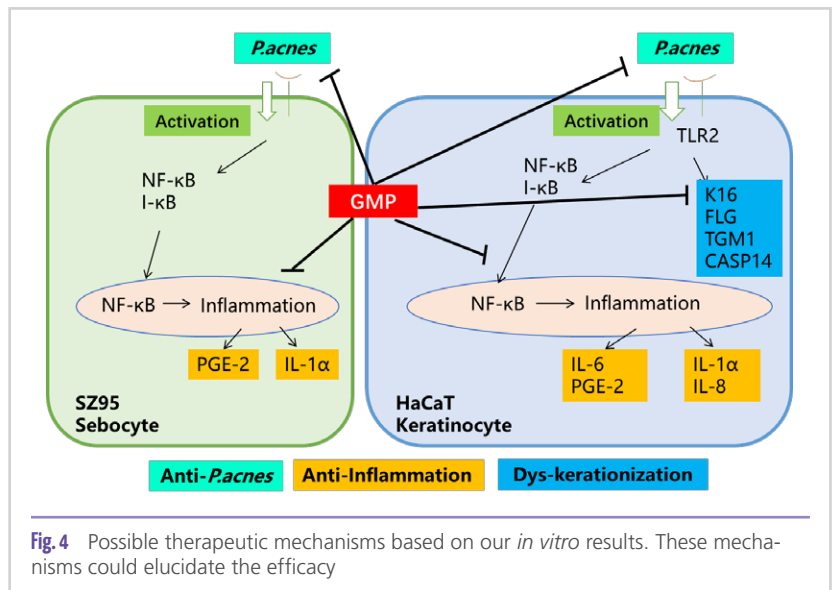 P.acnes
P.acnes
Activation
Activation
TLR2
NF-κB
I-κB
NF-κB
I-κB
GMP
K16
FLG
TGM1
CASP14
NF-κB
Inflammation
NF-κB
Inflammation
PGE-2
IL-1α
IL-6
PGE-2
IL-1α
IL-8
SZ95
Sebocyte
HaCaT
Keratinocyte
Anti-P.acnes
Anti-Inflammation
Dys-kerationization
Fig. 4 Possible therapeutic mechanisms based on our in vitro results. These mecha-
nisms could elucidate the efficacy